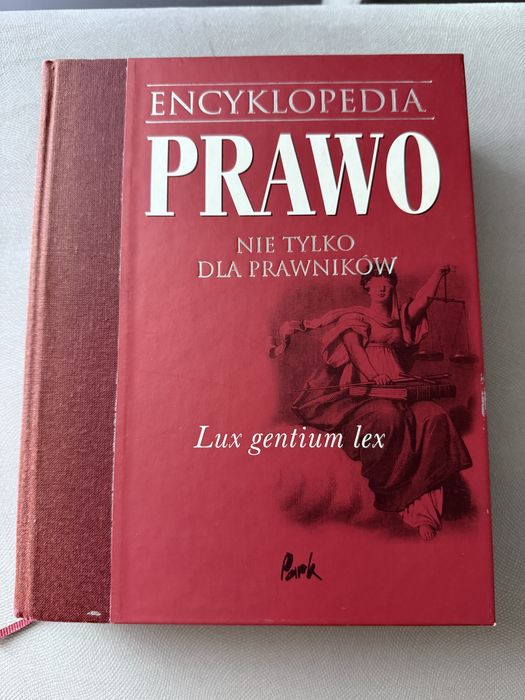 ENCYKLOPEDIA
PRAWO
NIE TYLKO
DLA PRAWNIKÓW
Lux gentium lex
Park